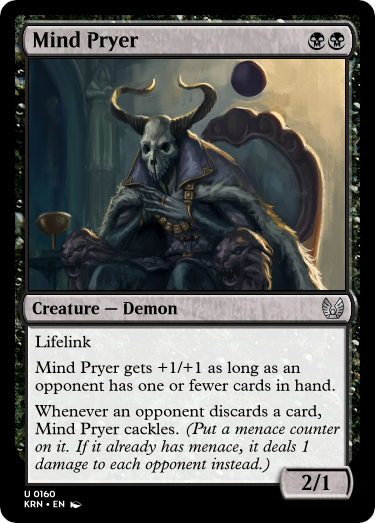 Mind Pryer
Creature — Demon
Lifelink
Mind Pryer gets +1/+1 as long as an
opponent has one or fewer cards in hand.
Whenever an opponent discards a card,
Mind Pryer cackles. (Put a menace counter
on it. If it already has menace, it deals 1
damage to each opponent instead.)
2/1
U 0160
KRN • EN